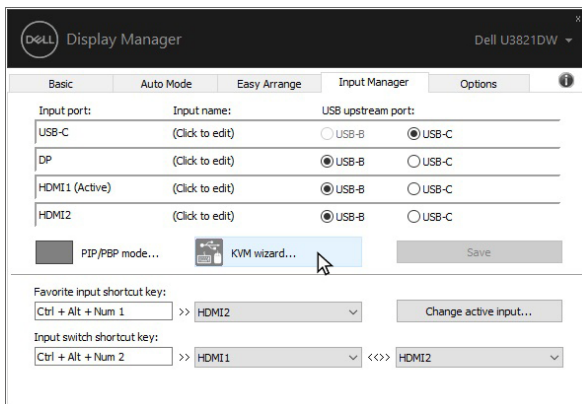 DELL Display Manager Dell U3821DW
Basic Auto Mode Easy Arrange Input Manager Options
Input port: Input name: USB upstream port:
USB-C (Click to edit) USB-B USB-C
DP (Click to edit) USB-B USB-C
HDMI1 (Active) (Click to edit) USB-B USB-C
HDMI2 (Click to edit) USB-B USB-C
PIP/PBP mode... KVM wizard... Save
Favorite input shortcut key:
Ctrl + Alt + Num 1 >> HDMI2 Change active input...
Input switch shortcut key:
Ctrl + Alt + Num 2 >> HDMI1 <<>> HDMI2